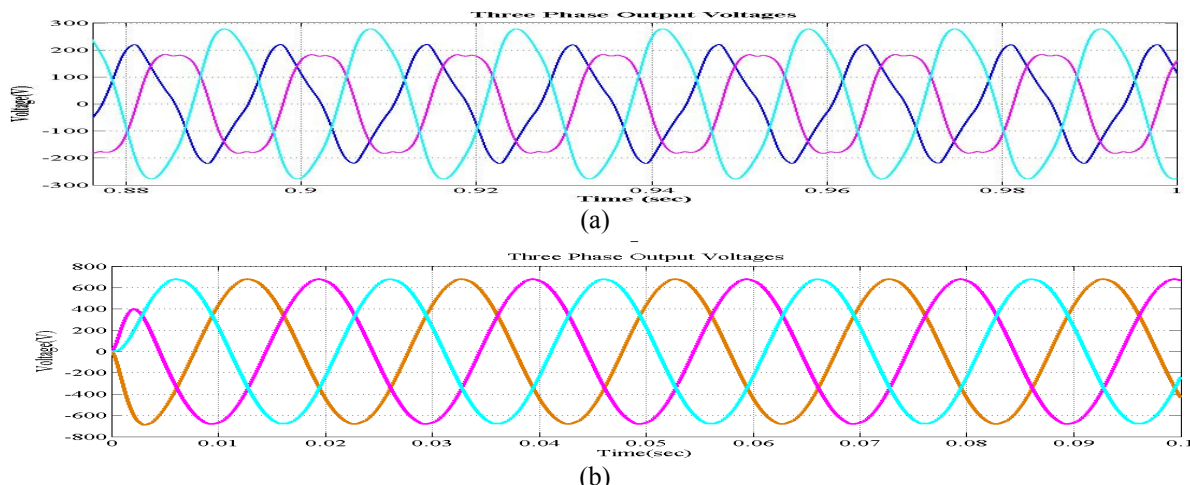 Three Phase Output Voltages
Voltage(V)
300
200
100
0
-100
-200
-300
0.88 0.9 0.92 0.94 0.96 0.98 1
Time (sec)
(a)
Three Phase Output Voltages
Voltage(V)
800
600
400
200
0
-200
-400
-600
-800
0 0.01 0.02 0.03 0.04 0.05 0.06 0.07 0.08 0.09 0.1
Time(sec)
(b)